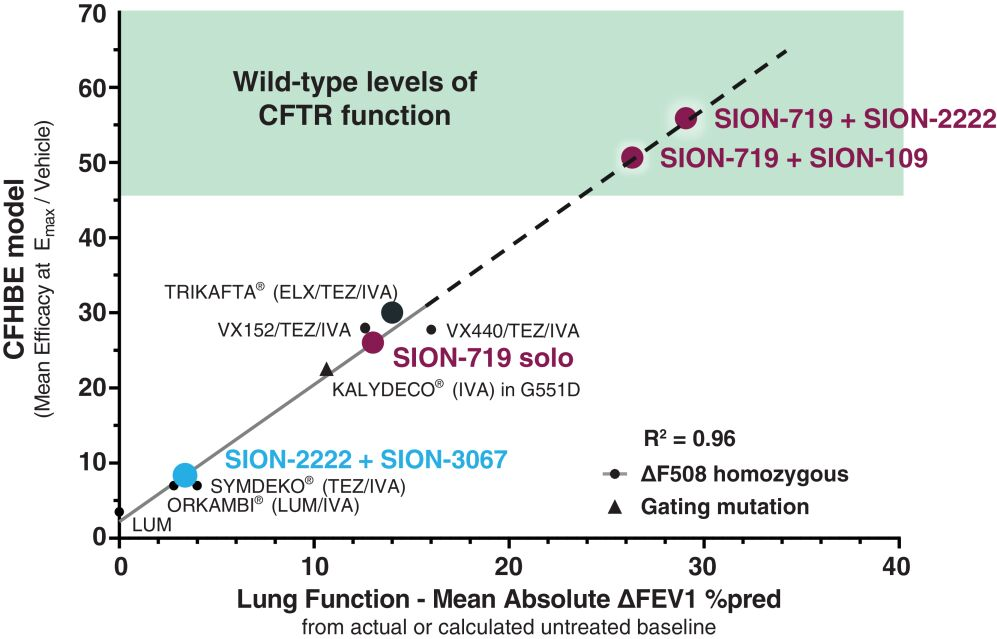 70
60
50
40
30
20
10
0
CFHBE model
(Mean Efficacy at Emax / Vehicle)
Wild-type levels of
CFTR function
SION-719 + SION-2222
SION-719 + SION-109
TRIKAFTA® (ELX/TEZ/IVA)
VX152/TEZ/IVA
VX440/TEZ/IVA
SION-719 solo
KALYDECO® (IVA) in G551D
SION-2222 + SION-3067
SYMDEKO® (TEZ/IVA)
ORKAMBI® (LUM/IVA)
LUM
R² = 0.96
ΔF508 homozygous
Gating mutation
0 10 20 30 40
Lung Function - Mean Absolute ΔFEV1 %pred
from actual or calculated untreated baseline